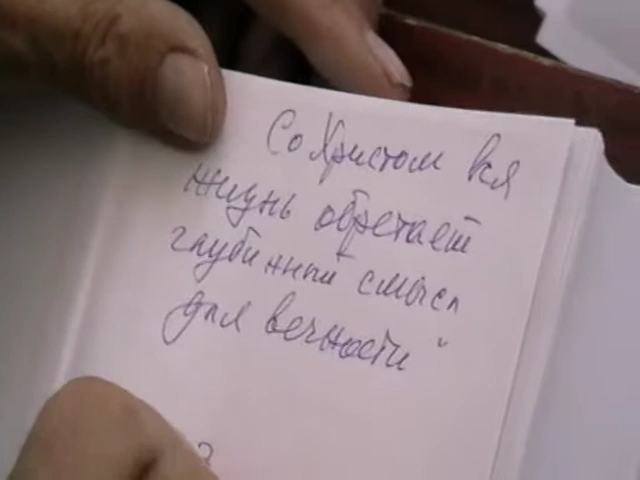 Со Христом вся
жизнь обретает
глубинный смысл
для вечности"